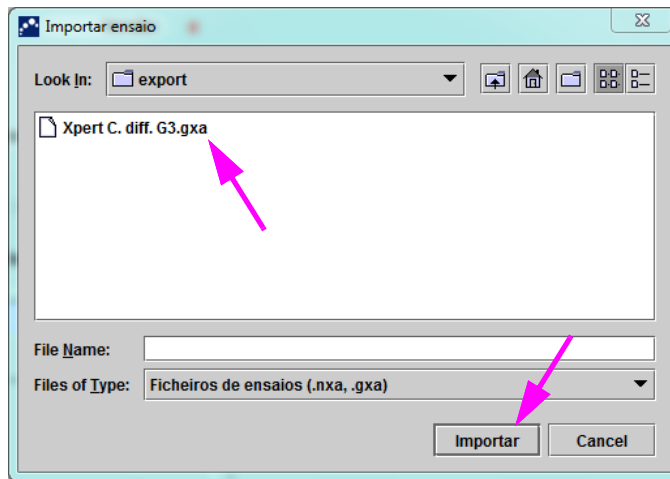 Importar ensaio
Look In: export
Xpert C. diff. G3.gxa
File Name:
Files of Type: Ficheiros de ensaios (.nxa, .gxa)
Importar Cancel